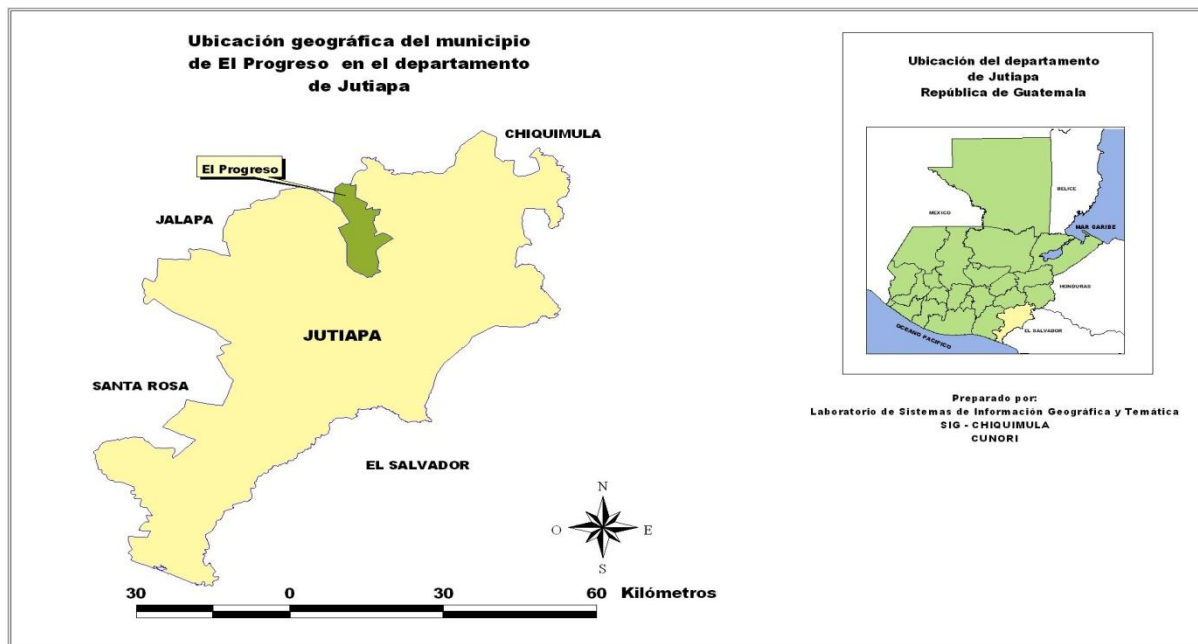 Ubicación geográfica del municipio
de El Progreso en el departamento
de Jutiapa
CHIQUIMULA
El Progreso
JALAPA
JUTIAPA
SANTA ROSA
EL SALVADOR
N
O
E
S
30 0 30 60 Kilómetros
Ubicación del departamento
de Jutiapa
República de Guatemala
BELICE
MEXICO
MAR CARIBE
HONDURAS
EL SALVADOR
OCEANO PACIFICO
Preparado por:
Laboratorio de Sistemas de Información Geográfica y Temática
SIG - CHIQUIMULA
CUNORI